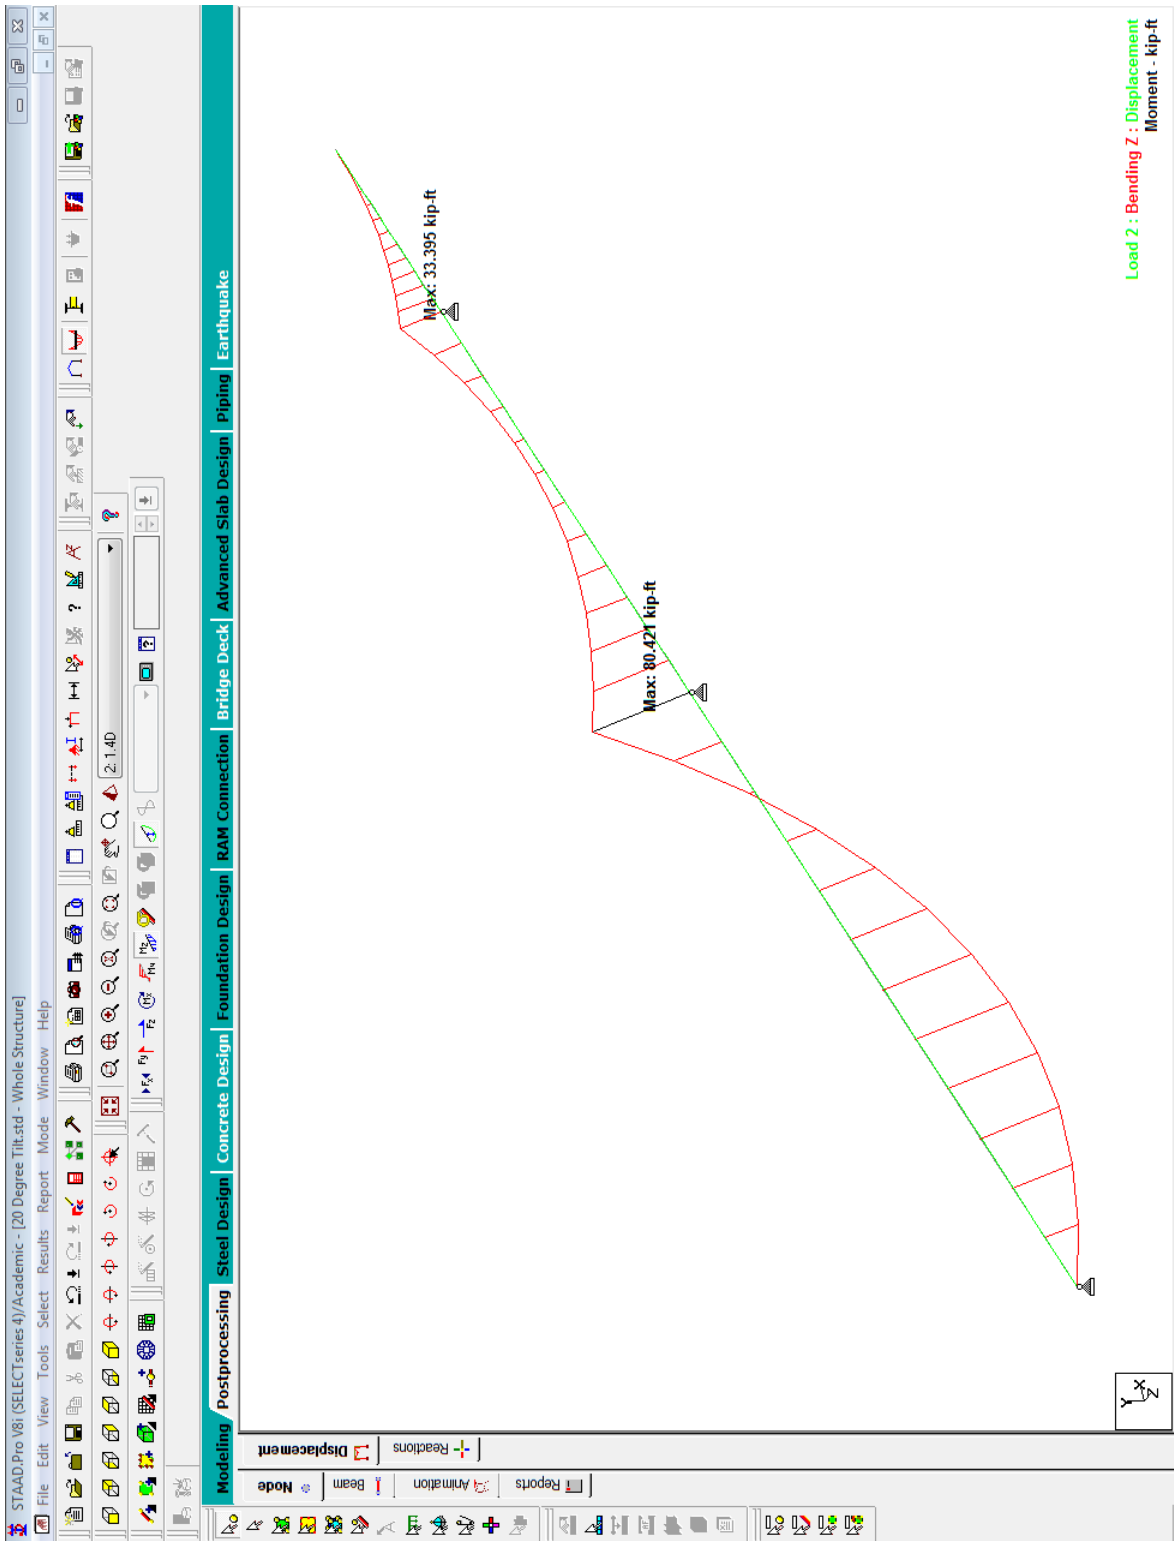 STAAD.Pro V8i (SELECTseries 4)/Academic - [20 Degree Tilt.std - Whole Structure]
File Edit View Tools Select Results Report Mode Window Help
2: 1.4D
Modeling Postprocessing Steel Design Concrete Design Foundation Design RAM Connection Bridge Deck Advanced Slab Design Piping Earthquake
Node
Beam
Animation
Reports
Displacement
Reactions
Max: 33.395 kip-ft
Max: 80.421 kip-ft
Y
X
Z
Load 2 : Bending Z : Displacement
Moment - kip-ft